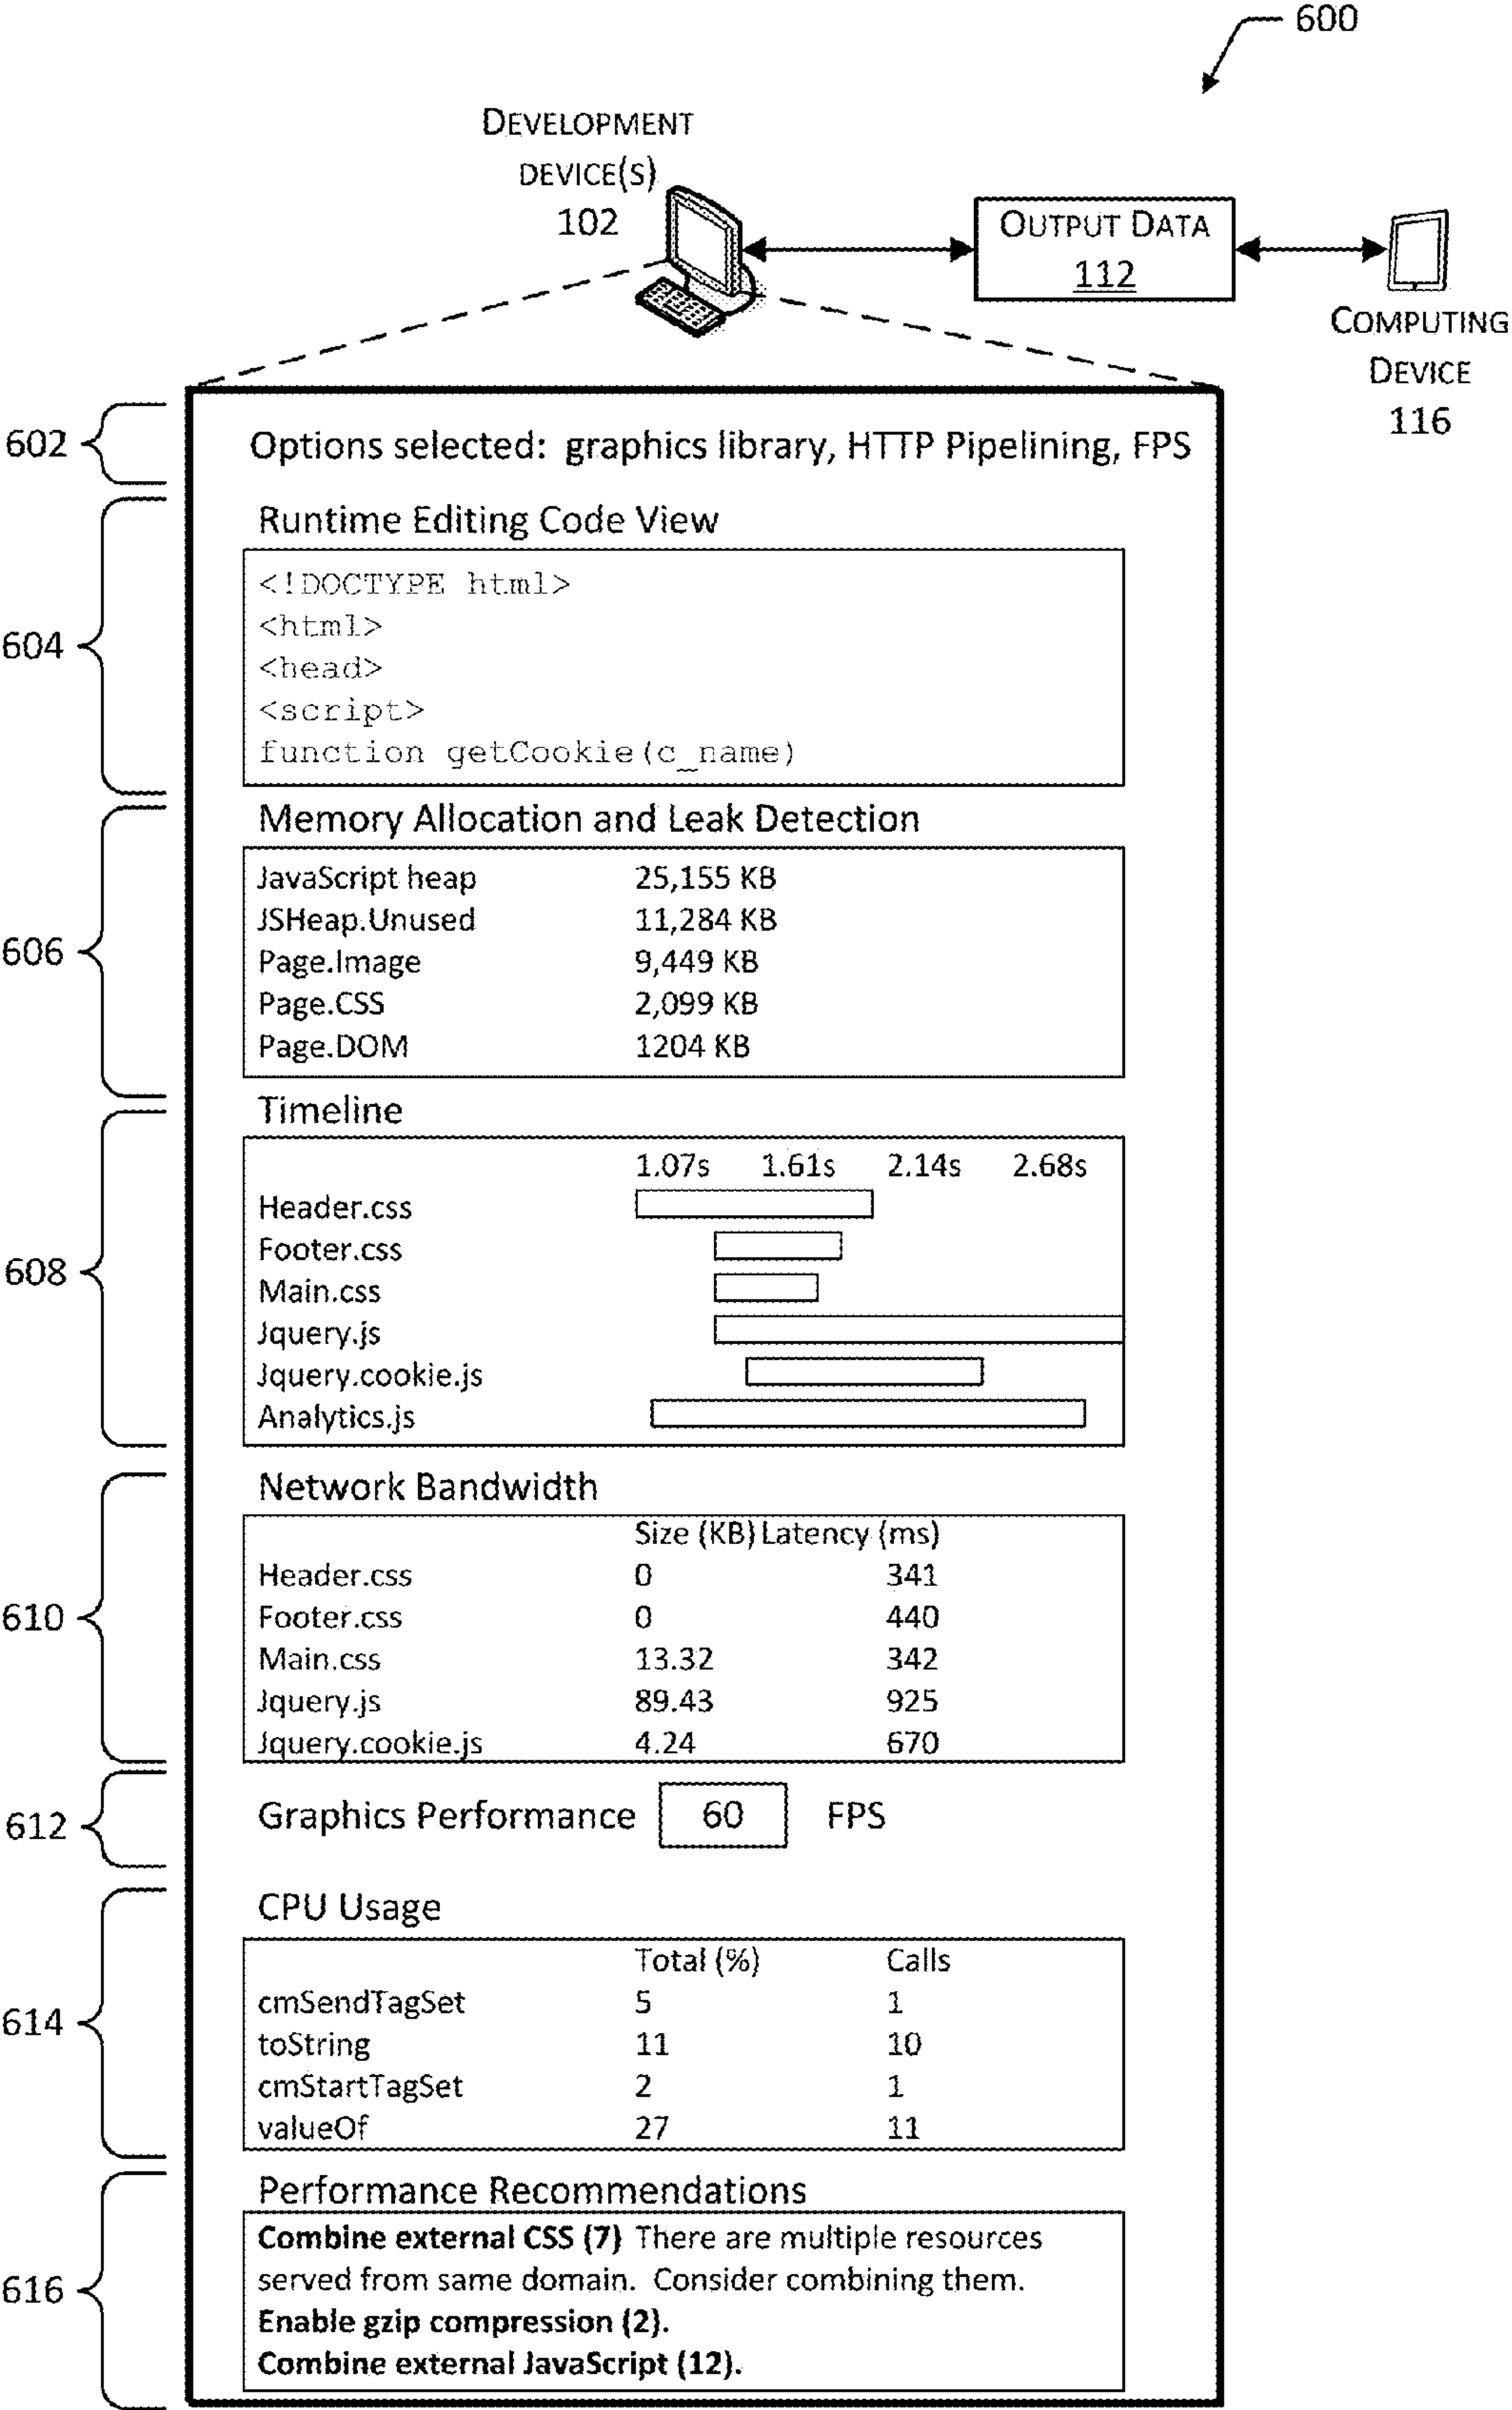 600
DEVELOPMENT
DEVICE(S)
102
OUTPUT DATA
112
COMPUTING
DEVICE
116
602
Options selected: graphics library, HTTP Pipelining, FPS
604
Runtime Editing Code View
<!DOCTYPE html>
<html>
<head>
<script>
function getCookie(c_name)
606
Memory Allocation and Leak Detection
JavaScript heap 25,155 KB
JSHeap.Unused 11,284 KB
Page.Image 9,449 KB
Page.CSS 2,099 KB
Page.DOM 1204 KB
608
Timeline
1.07s 1.61s 2.14s 2.68s
Header.css
Footer.css
Main.css
Jquery.js
Jquery.cookie.js
Analytics.js
610
Network Bandwidth
Size (KB) Latency (ms)
Header.css 0 341
Footer.css 0 440
Main.css 13.32 342
Jquery.js 89.43 925
Jquery.cookie.js 4.24 670
612
Graphics Performance 60 FPS
614
CPU Usage
Total (%) Calls
cmSendTagSet 5 1
toString 11 10
cmStartTagSet 2 1
valueOf 27 11
616
Performance Recommendations
Combine external CSS (7) There are multiple resources
served from same domain. Consider combining them.
Enable gzip compression (2).
Combine external JavaScript (12).